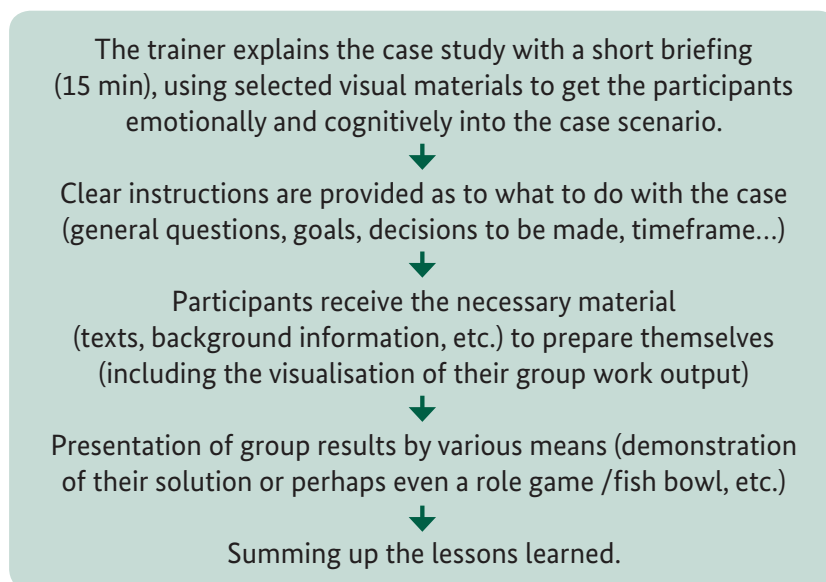 The trainer explains the case study with a short briefing
(15 min), using selected visual materials to get the participants
emotionally and cognitively into the case scenario.
Clear instructions are provided as to what to do with the case
(general questions, goals, decisions to be made, timeframe…)
Participants receive the necessary material
(texts, background information, etc.) to prepare themselves
(including the visualisation of their group work output)
Presentation of group results by various means (demonstration
of their solution or perhaps even a role game /fish bowl, etc.)
Summing up the lessons learned.